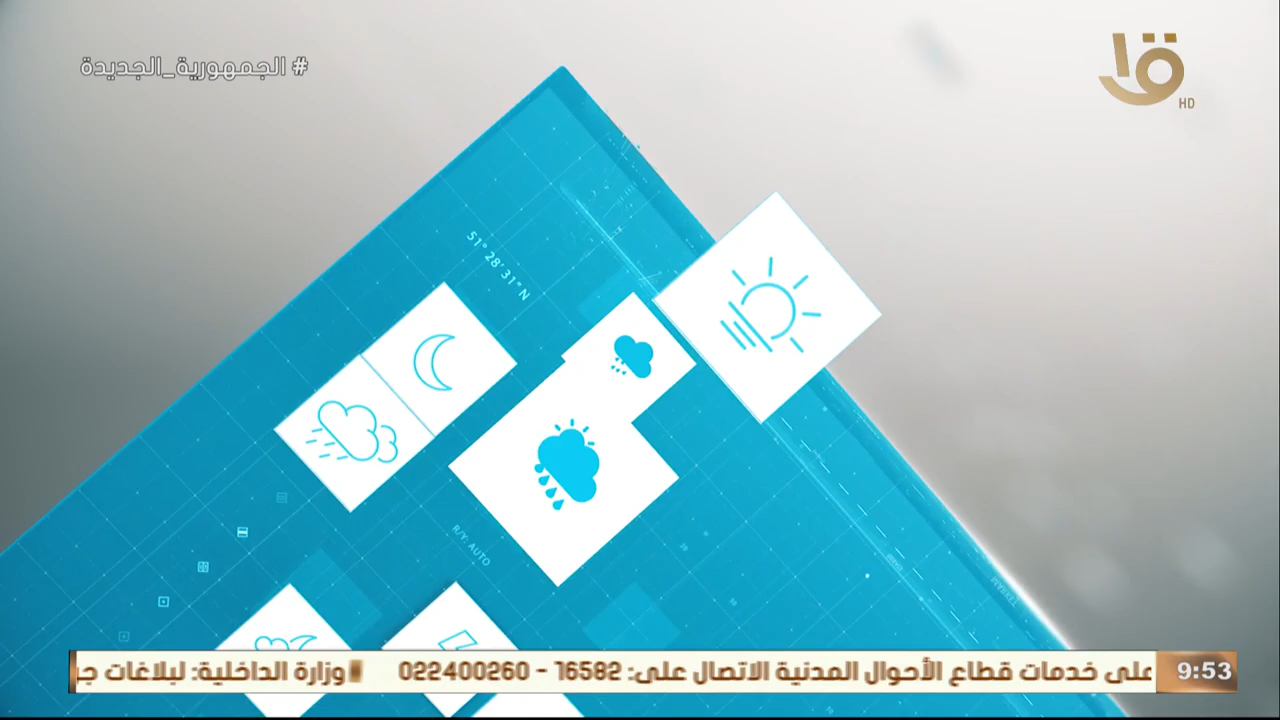 # الجمهورية_الجديدة
HD
51° 28' 31" N
R/Y: AUTO
على خدمات قطاع الأحوال المدنية الاتصال على: 16582 - 022400260 وزارة الداخلية: لبلاغات
9:53